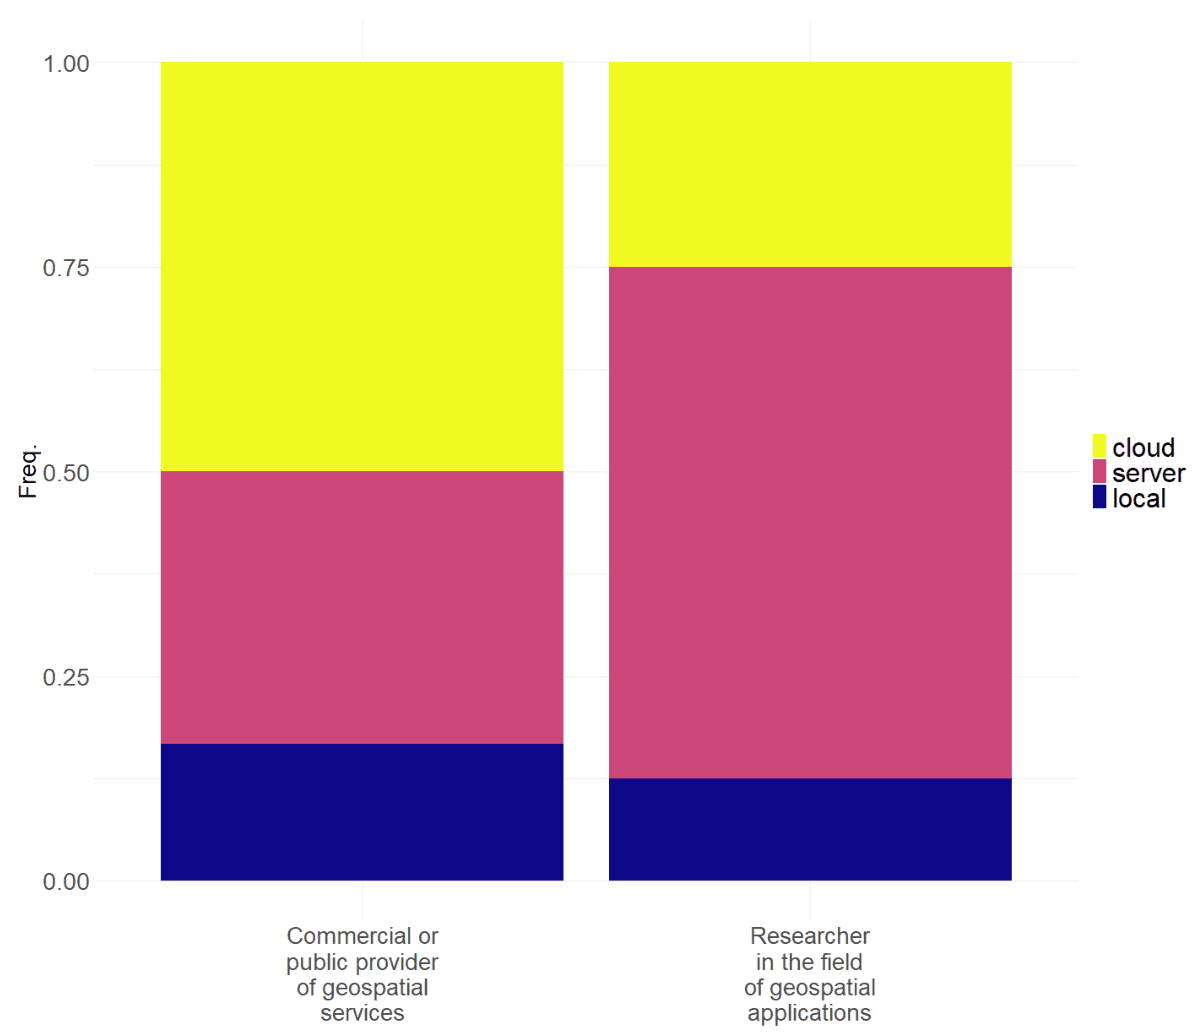 1.00
0.75
0.50
0.25
0.00
Freq.
cloud
server
local
Commercial or
public provider
of geospatial
services
Researcher
in the field
of geospatial
applications